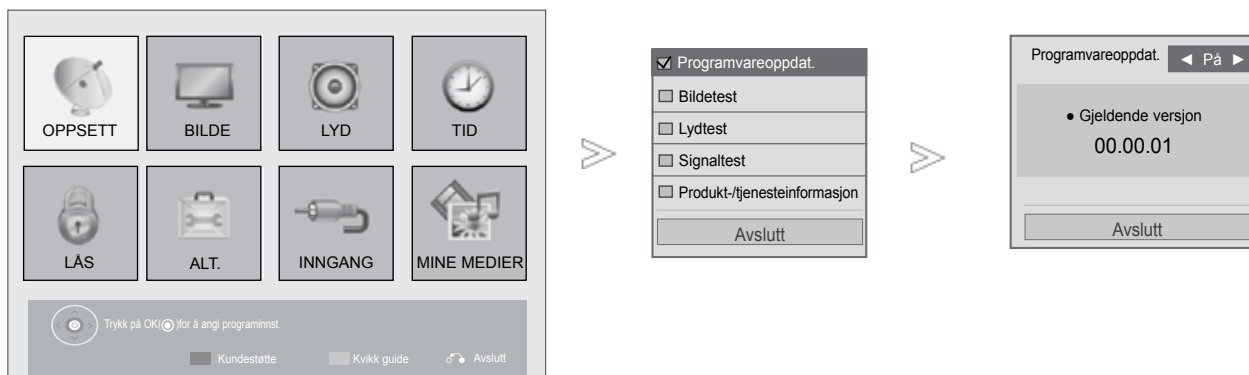 OPPSETT
BILDE
LYD
TID
LÅS
ALT.
INNGANG
MINE MEDIER
Trykk på OK( )for å angi programinnst.
Kundestøtte
Kvikk guide
Avslutt
Programvareoppdat.
Bildetest
Lydtest
Signaltest
Produkt-/tjenesteinformasjon
Avslutt
Programvareoppdat. ◄ På ►
● Gjeldende versjon
00.00.01
Avslutt